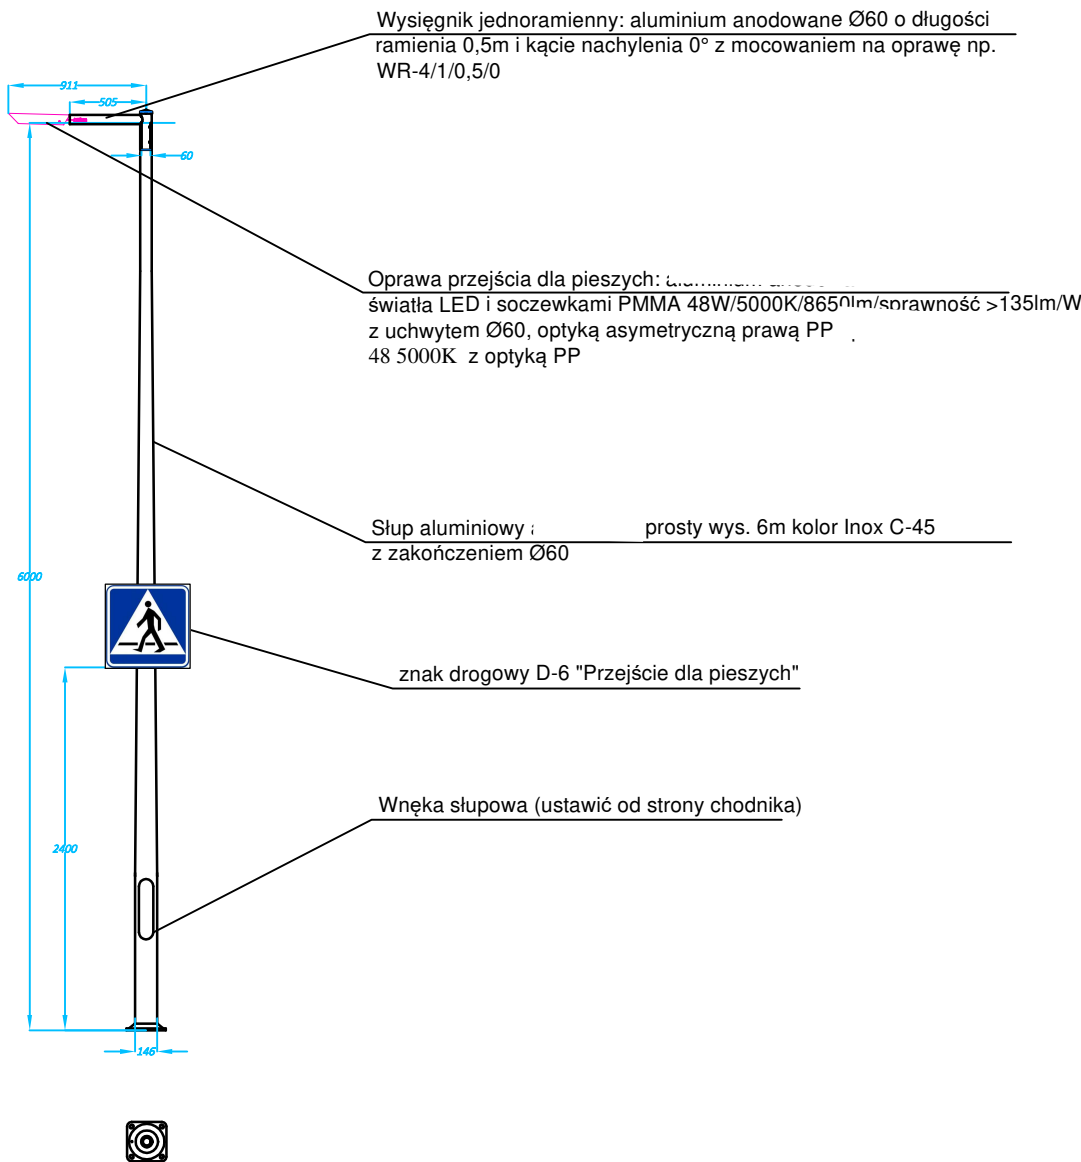 Wysięgnik jednoramienny: aluminium anodowane Ø60 o długości
ramienia 0,5m i kącie nachylenia 0° z mocowaniem na oprawę np.
WR-4/1/0,5/0
911
505
60
Oprawa przejścia dla pieszych:
światła LED i soczewkami PMMA 48W/5000K/8650lm/sprawność >135lm/W
z uchwytem Ø60, optyką asymetryczną prawą PP
48 5000K z optyką PP
Słup aluminiowy prosty wys. 6m kolor Inox C-45
z zakończeniem Ø60
6000
znak drogowy D-6 "Przejście dla pieszych"
Wnęka słupowa (ustawić od strony chodnika)
2400
146